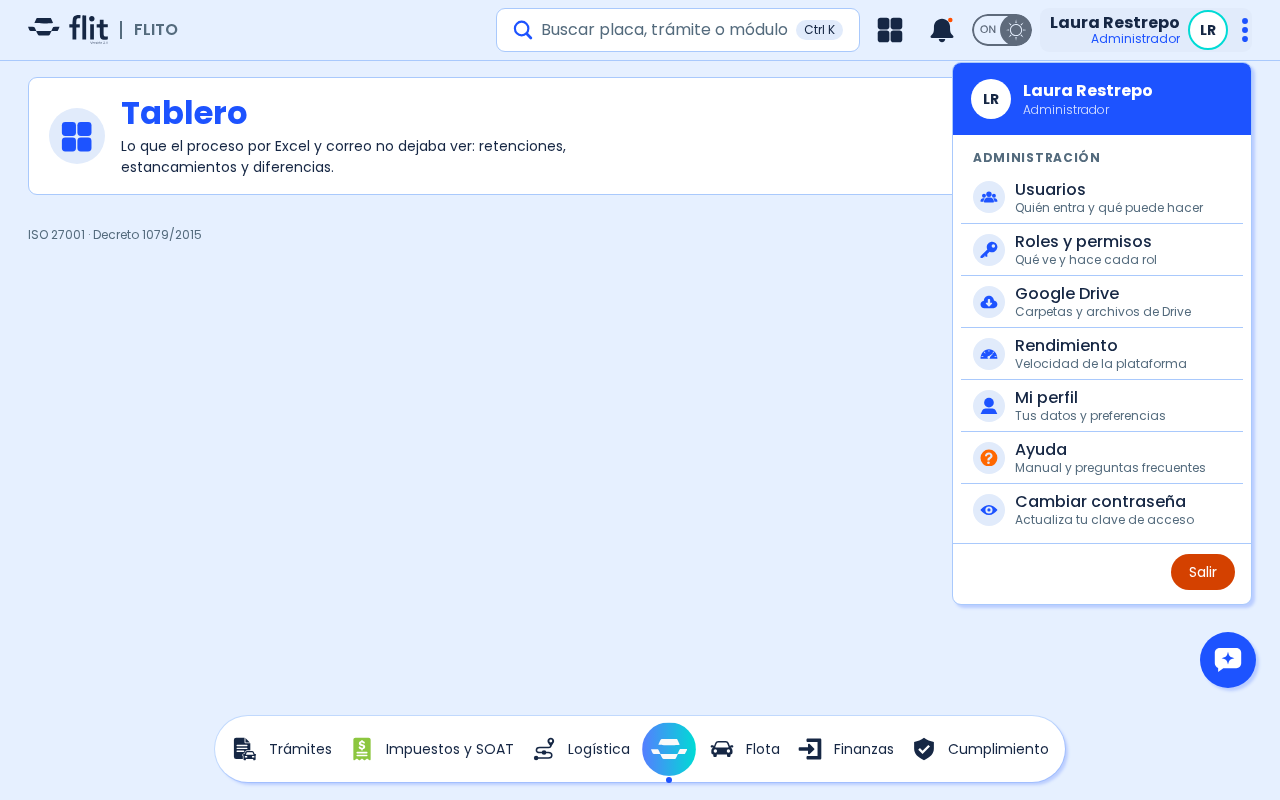 flit
FLITO
Buscar placa, trámite o módulo
Ctrl K
ON
Laura Restrepo
Administrador
LR
LR
Laura Restrepo
Administrador
Tablero
Lo que el proceso por Excel y correo no dejaba ver: retenciones,
estancamientos y diferencias.
ISO 27001 · Decreto 1079/2015
ADMINISTRACIÓN
Usuarios
Quién entra y qué puede hacer
Roles y permisos
Qué ve y hace cada rol
Google Drive
Carpetas y archivos de Drive
Rendimiento
Velocidad de la plataforma
Mi perfil
Tus datos y preferencias
Ayuda
Manual y preguntas frecuentes
Cambiar contraseña
Actualiza tu clave de acceso
Salir
Trámites
Impuestos y SOAT
Logística
Flota
Finanzas
Cumplimiento